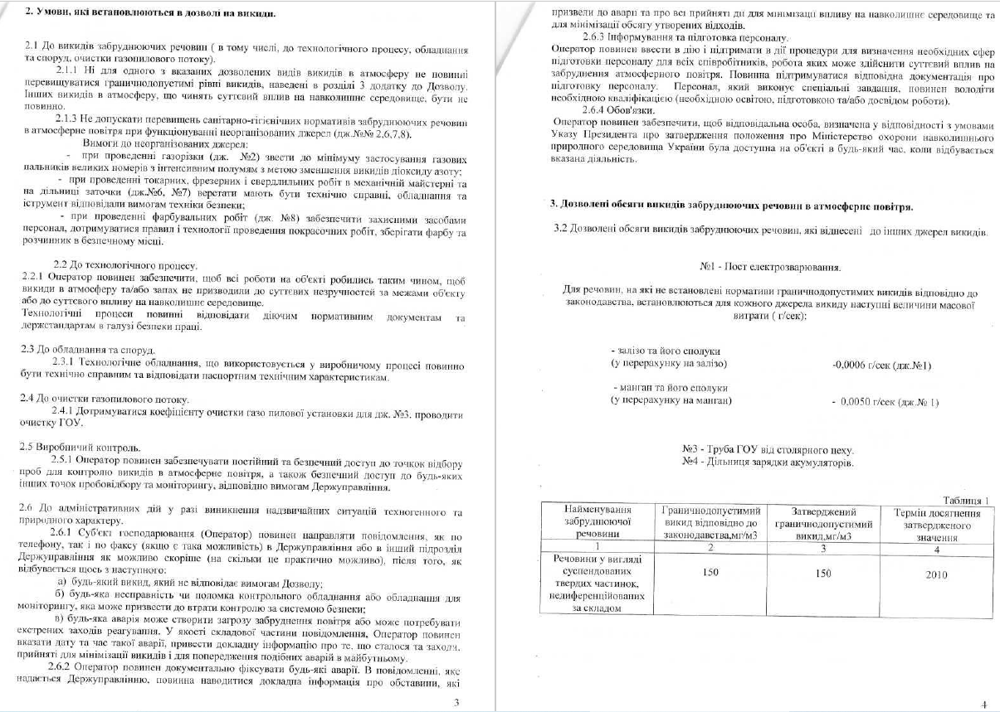 2. Умови, які встановлюються в дозволі на викиди.
2.1 До викидів забруднюючих речовин ( в тому числі, до технологічного процесу, обладнання
та споруд, очистки газопилового потоку).
2.1.1 Ні для одного з вказаних дозволених видів викидів в атмосферу не повинні
перевищуватися граничнодопустимі рівні викидів, наведені в розділі 3 додатку до Дозволу.
Інших викидів в атмосферу, що чинять суттєвий вплив на навколишнє середовище, бути не
повинно.
2.1.3 Не допускати перевищень санітарно-гігієнічних нормативів забруднюючих речовин
в атмосферне повітря при функціонуванні неорганізованих джерел (дж.№№ 2,6,7,8).
Вимоги до неорганізованих джерел:
- при проведенні газорізки (дж. №2) звести до мінімуму застосування газових
пальників великих номерів з інтенсивним полумям з метою зменшення викидів діоксиду азоту;
- при проведенні токарних, фрезерних і свердлильних робіт в механічній майстерні та
на дільниці заточки (дж.№6, №7) верстати мають бути технічно справні, обладнання та
іструмент відповідали вимогам техніки безпеки;
- при проведенні фарбувальних робіт (дж. №8) забезпечити захисними засобами
персонал, дотримуватися правил і технології проведення покрасочних робіт, зберігати фарбу та
розчинник в безпечному місці.
2.2 До технологічного процесу.
2.2.1 Оператор повинен забезпечити, щоб всі роботи на об'єкті робились таким чином, щоб
викиди в атмосферу та/або запах не призводили до суттєвих незручностей за межами об'єкту
або до суттєвого впливу на навколишнє середовище.
Технологічні процеси повинні відповідати діючим нормативним документам та
держстандартам в галузі безпеки праці.
2.3 До обладнання та споруд.
2.3.1 Технологічне обладнання, що використовується у виробничому процесі повинно
бути технічно справним та відповідати паспортним технічним характеристикам.
2.4 До очистки газопилового потоку.
2.4.1 Дотримуватися коефіцієнту очистки газо пилової установки для дж. №3, проводити
очистку ГОУ.
2.5 Виробничий контроль.
2.5.1 Оператор повинен забезпечувати постійний та безпечний доступ до точкок відбору
проб для контролю викидів в атмосферне повітря, а також безпечний доступ до будь-яких
інших точок пробовідбору та моніторингу, відповідно вимогам Держуправління.
2.6 До адміністративних дій у разі виникнення надзвичайних ситуацій техногенного та
природного характеру.
2.6.1 Суб'єкт господарювання (Оператор) повинен направляти повідомлення, як по
телефону, так і по факсу (якщо є така можливість) в Держуправління або в інший підрозділ
Держуправління як можливо скоріше (на скільки це практично можливо), після того, як
відбувається щось з наступного:
а) будь-який викид, який не відповідає вимогам Дозволу;
б) будь-яка несправність чи поломка контрольного обладнання або обладнання для
моніторингу, яка може призвести до втрати контролю за системою безпеки;
в) будь-яка аварія може створити загрозу забруднення повітря або може потребувати
екстрених заходів реагування. У якості складової частини повідомлення, Оператор повинен
вказати дату та час такої аварії, привести докладну інформацію про те, що сталося та заходи,
прийняті для мінімізації викидів і для попередження подібних аварій в майбутньому.
2.6.2 Оператор повинен документально фіксувати будь-які аварії. В повідомленні, яке
надається Держуправлінню, повинна наводитися докладна інформація про обставини, які
3
призвели до аварії та про всі прийняті дії для мінімізації впливу на навколишнє середовище та
для мінімізації обсягу утворених відходів.
2.6.3 Інформування та підготовка персоналу.
Оператор повинен ввести в дію і підтримати в дії процедури для визначення необхідних сфер
підготовки персоналу для всіх співробітників, робота яких може здійснити суттєвий вплив на
забруднення атмосферного повітря. Повинна підтримуватися відповідна документація про
підготовку персоналу. Персонал, який виконує спеціальні завдання, повинен володіти
необхідною кваліфікацією (необхідною освітою, підготовкою та/або досвідом роботи).
2.6.4 Обов'язки.
Оператор повинен забезпечити, щоб відповідальна особа, визначена у відповідності з умовами
Указу Президента про затвердження положення про Міністерство охорони навколишнього
природного середовища України була доступна на об'єкті в будь-який час, коли відбувається
вказана діяльність.
3. Дозволені обсяги викидів забруднюючих речовин в атмосферне повітря.
3.2 Дозволені обсяги викидів забруднюючих речовин, які віднесені до інших джерел викидів.
№1 - Пост електрозварювання.
Для речовин, на які не встановлені нормативи граничнодопустимих викидів відповідно до
законодавства, встановлюються для кожного джерела викиду наступні величини масової
витрати ( г/сек):
- залізо та його сполуки
(у перерахунку на залізо) -0,0006 г/сек (дж.№1)
- манган та його сполуки
(у перерахунку на манган) - 0,0050 г/сек (дж.№ 1)
№3 - Труба ГОУ від столярного цеху.
№4 - Дільниця зарядки акумуляторів.
Таблиця 1
Найменування забруднюючої речовини
Граничнодопустимий викид відповідно до законодавства,мг/м3
Затверджений граничнодопустимий викид,мг/м3
Термін досягнення затвердженого значення
1 2 3 4
Речовини у вигляді суспендованих твердих частинок, недиференційованих за складом
150 150 2010
4